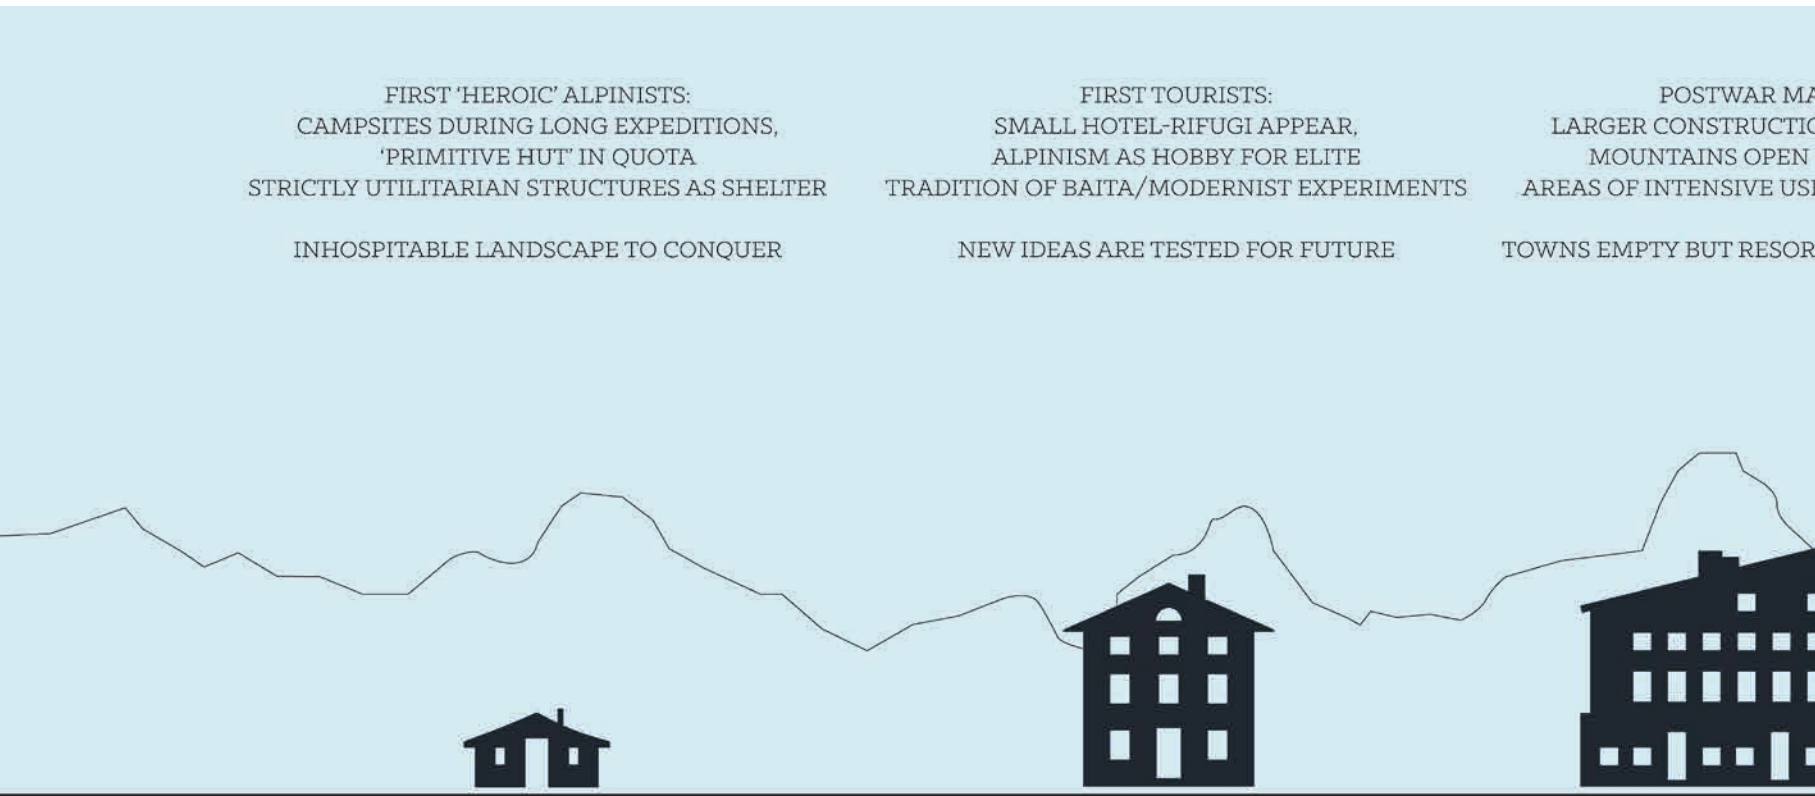 FIRST ‘HEROIC’ ALPINISTS:
CAMPSITES DURING LONG EXPEDITIONS,
‘PRIMITIVE HUT’ IN QUOTA
STRICTLY UTILITARIAN STRUCTURES AS SHELTER
INHOSPITABLE LANDSCAPE TO CONQUER
FIRST TOURISTS:
SMALL HOTEL-RIFUGI APPEAR,
ALPINISM AS HOBBY FOR ELITE
TRADITION OF BAITA/MODERNIST EXPERIMENTS
NEW IDEAS ARE TESTED FOR FUTURE
POSTWAR
LARGER
MOUNTAINS OPEN
AREAS OF INTENSIVE
TOWNS EMPTY BUT